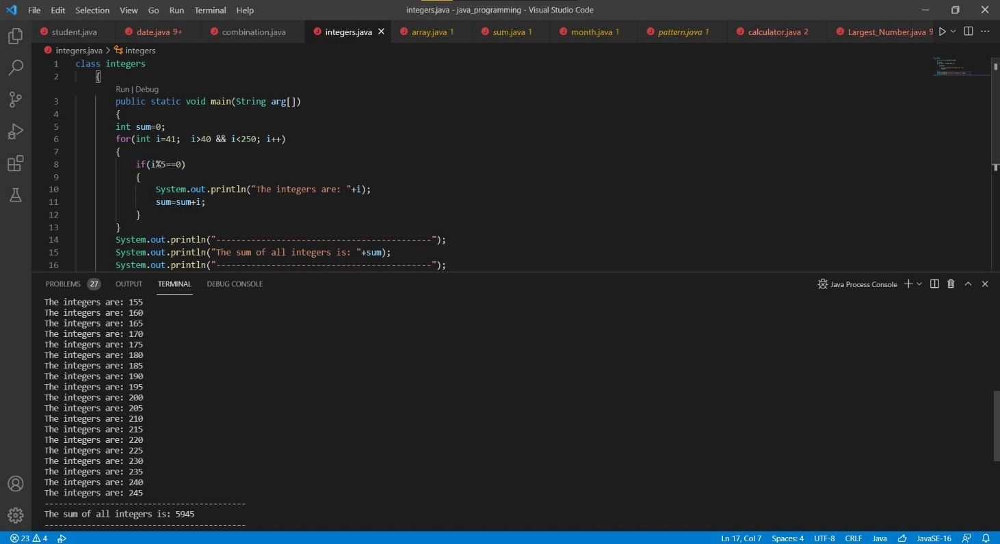 File Edit Selection View Go Run Terminal Help integers.java - java_programming - Visual Studio Code
student.java date.java 9+ combination.java integers.java array.java 1 sum.java 1 month.java 1 pattern.java 1 calculator.java 2 Largest_Number.java 9
integers.java > integers
1 class integers
2 {
Run | Debug
3 public static void main(String arg[])
4 {
5 int sum=0;
6 for(int i=41;  i>40 && i<250; i++)
7 {
8 if(i%5==0)
9 {
10 System.out.println("The integers are: "+i);
11 sum=sum+i;
12 }
13 }
14 System.out.println("-------------------------------------------");
15 System.out.println("The sum of all integers is: "+sum);
16 System.out.println("-------------------------------------------");
PROBLEMS 27 OUTPUT TERMINAL DEBUG CONSOLE Java Process Console
The integers are: 155
The integers are: 160
The integers are: 165
The integers are: 170
The integers are: 175
The integers are: 180
The integers are: 185
The integers are: 190
The integers are: 195
The integers are: 200
The integers are: 205
The integers are: 210
The integers are: 215
The integers are: 220
The integers are: 225
The integers are: 230
The integers are: 235
The integers are: 240
The integers are: 245
-------------------------------------------
The sum of all integers is: 5945
-------------------------------------------
23 4 Ln 17, Col 7 Spaces: 4 UTF-8 CRLF Java JavaSE-16